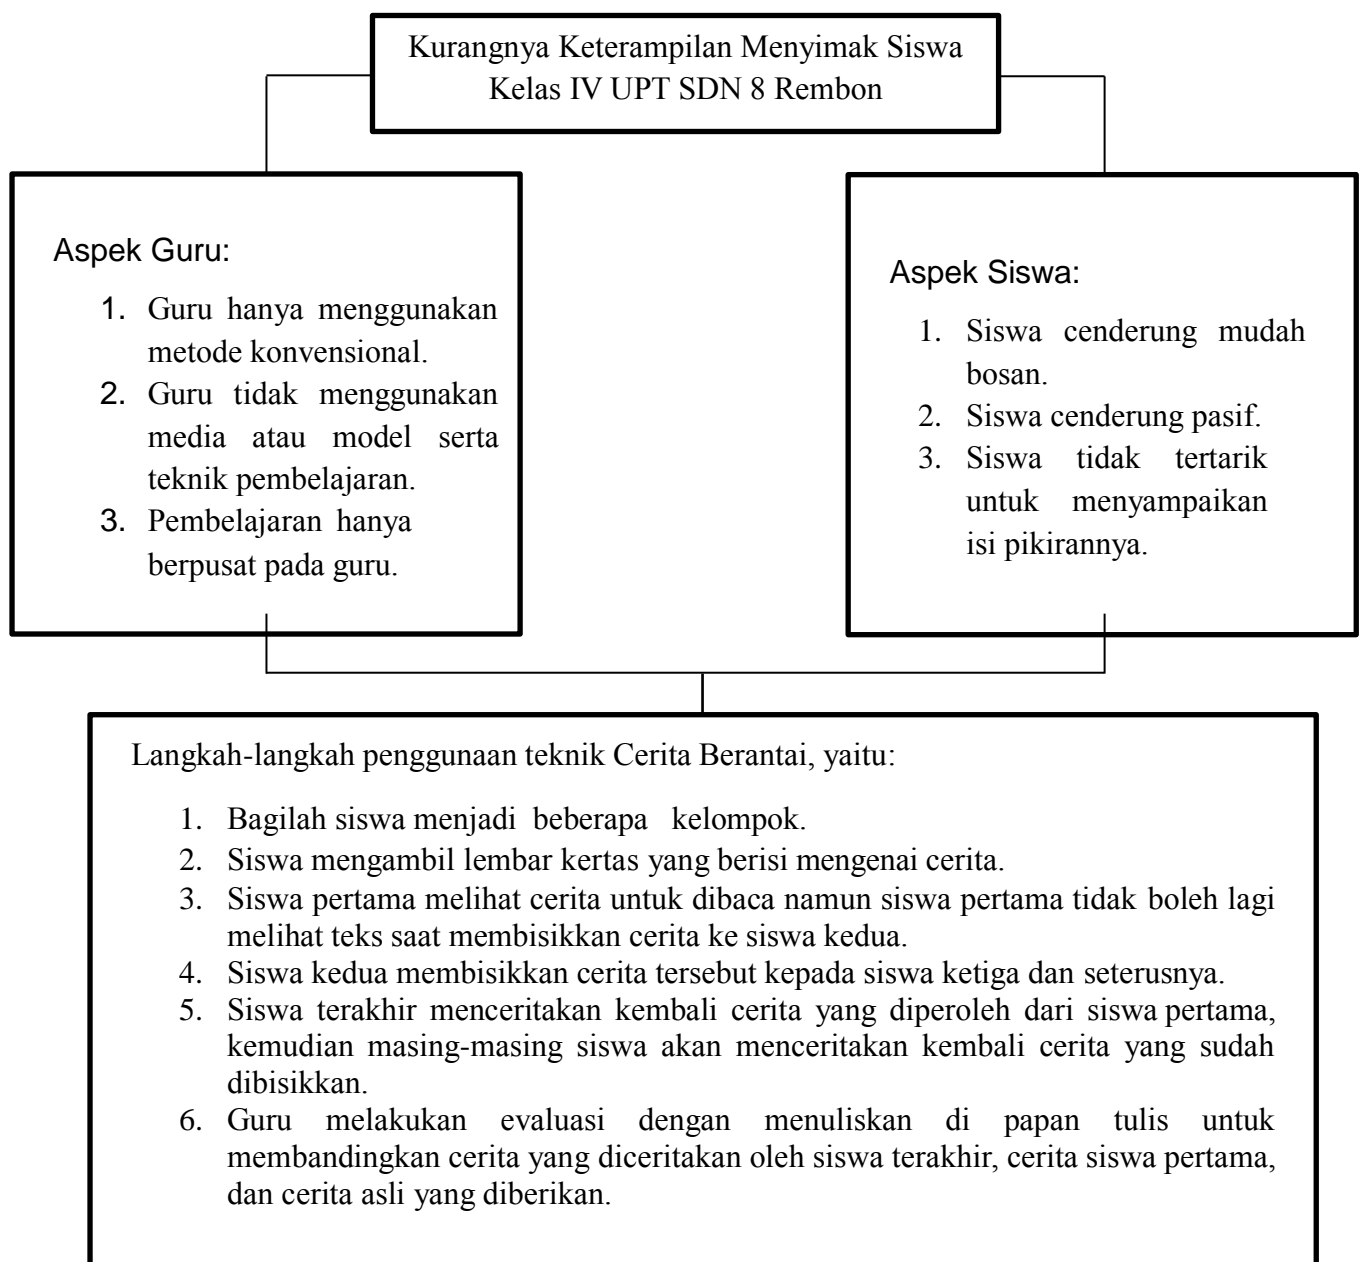 Kurangnya Keterampilan Menyimak Siswa
Kelas IV UPT SDN 8 Rembon
Aspek Guru:
1. Guru hanya menggunakan
metode konvensional.
2. Guru tidak menggunakan
media atau model serta
teknik pembelajaran.
3. Pembelajaran hanya
berpusat pada guru.
Aspek Siswa:
1. Siswa cenderung mudah
bosan.
2. Siswa cenderung pasif.
3. Siswa tidak tertarik
untuk menyampaikan
isi pikirannya.
Langkah-langkah penggunaan teknik Cerita Berantai, yaitu:
1. Bagilah siswa menjadi beberapa kelompok.
2. Siswa mengambil lembar kertas yang berisi mengenai cerita.
3. Siswa pertama melihat cerita untuk dibaca namun siswa pertama tidak boleh lagi
melihat teks saat membisikkan cerita ke siswa kedua.
4. Siswa kedua membisikkan cerita tersebut kepada siswa ketiga dan seterusnya.
5. Siswa terakhir menceritakan kembali cerita yang diperoleh dari siswa pertama,
kemudian masing-masing siswa akan menceritakan kembali cerita yang sudah
dibisikkan.
6. Guru melakukan evaluasi dengan menuliskan di papan tulis untuk
membandingkan cerita yang diceritakan oleh siswa terakhir, cerita siswa pertama,
dan cerita asli yang diberikan.